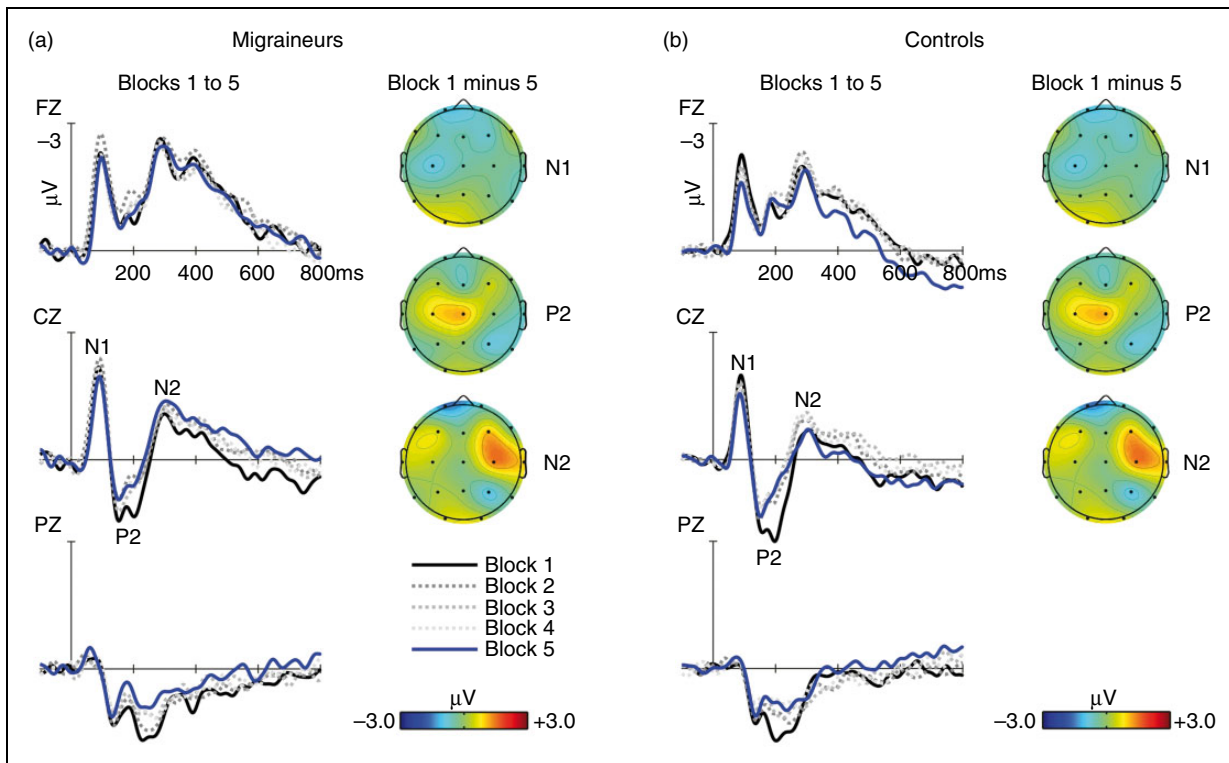 (a) Migraineurs
Blocks 1 to 5 Block 1 minus 5
FZ
−3
μV
N1
200 400 600 800ms
P2
CZ
N1
N2
N2
P2
PZ
Block 1
Block 2
Block 3
Block 4
Block 5
μV
−3.0 +3.0
(b) Controls
Blocks 1 to 5 Block 1 minus 5
FZ
−3
μV
N1
200 400 600 800ms
P2
CZ
N1
N2
N2
P2
PZ
μV
−3.0 +3.0